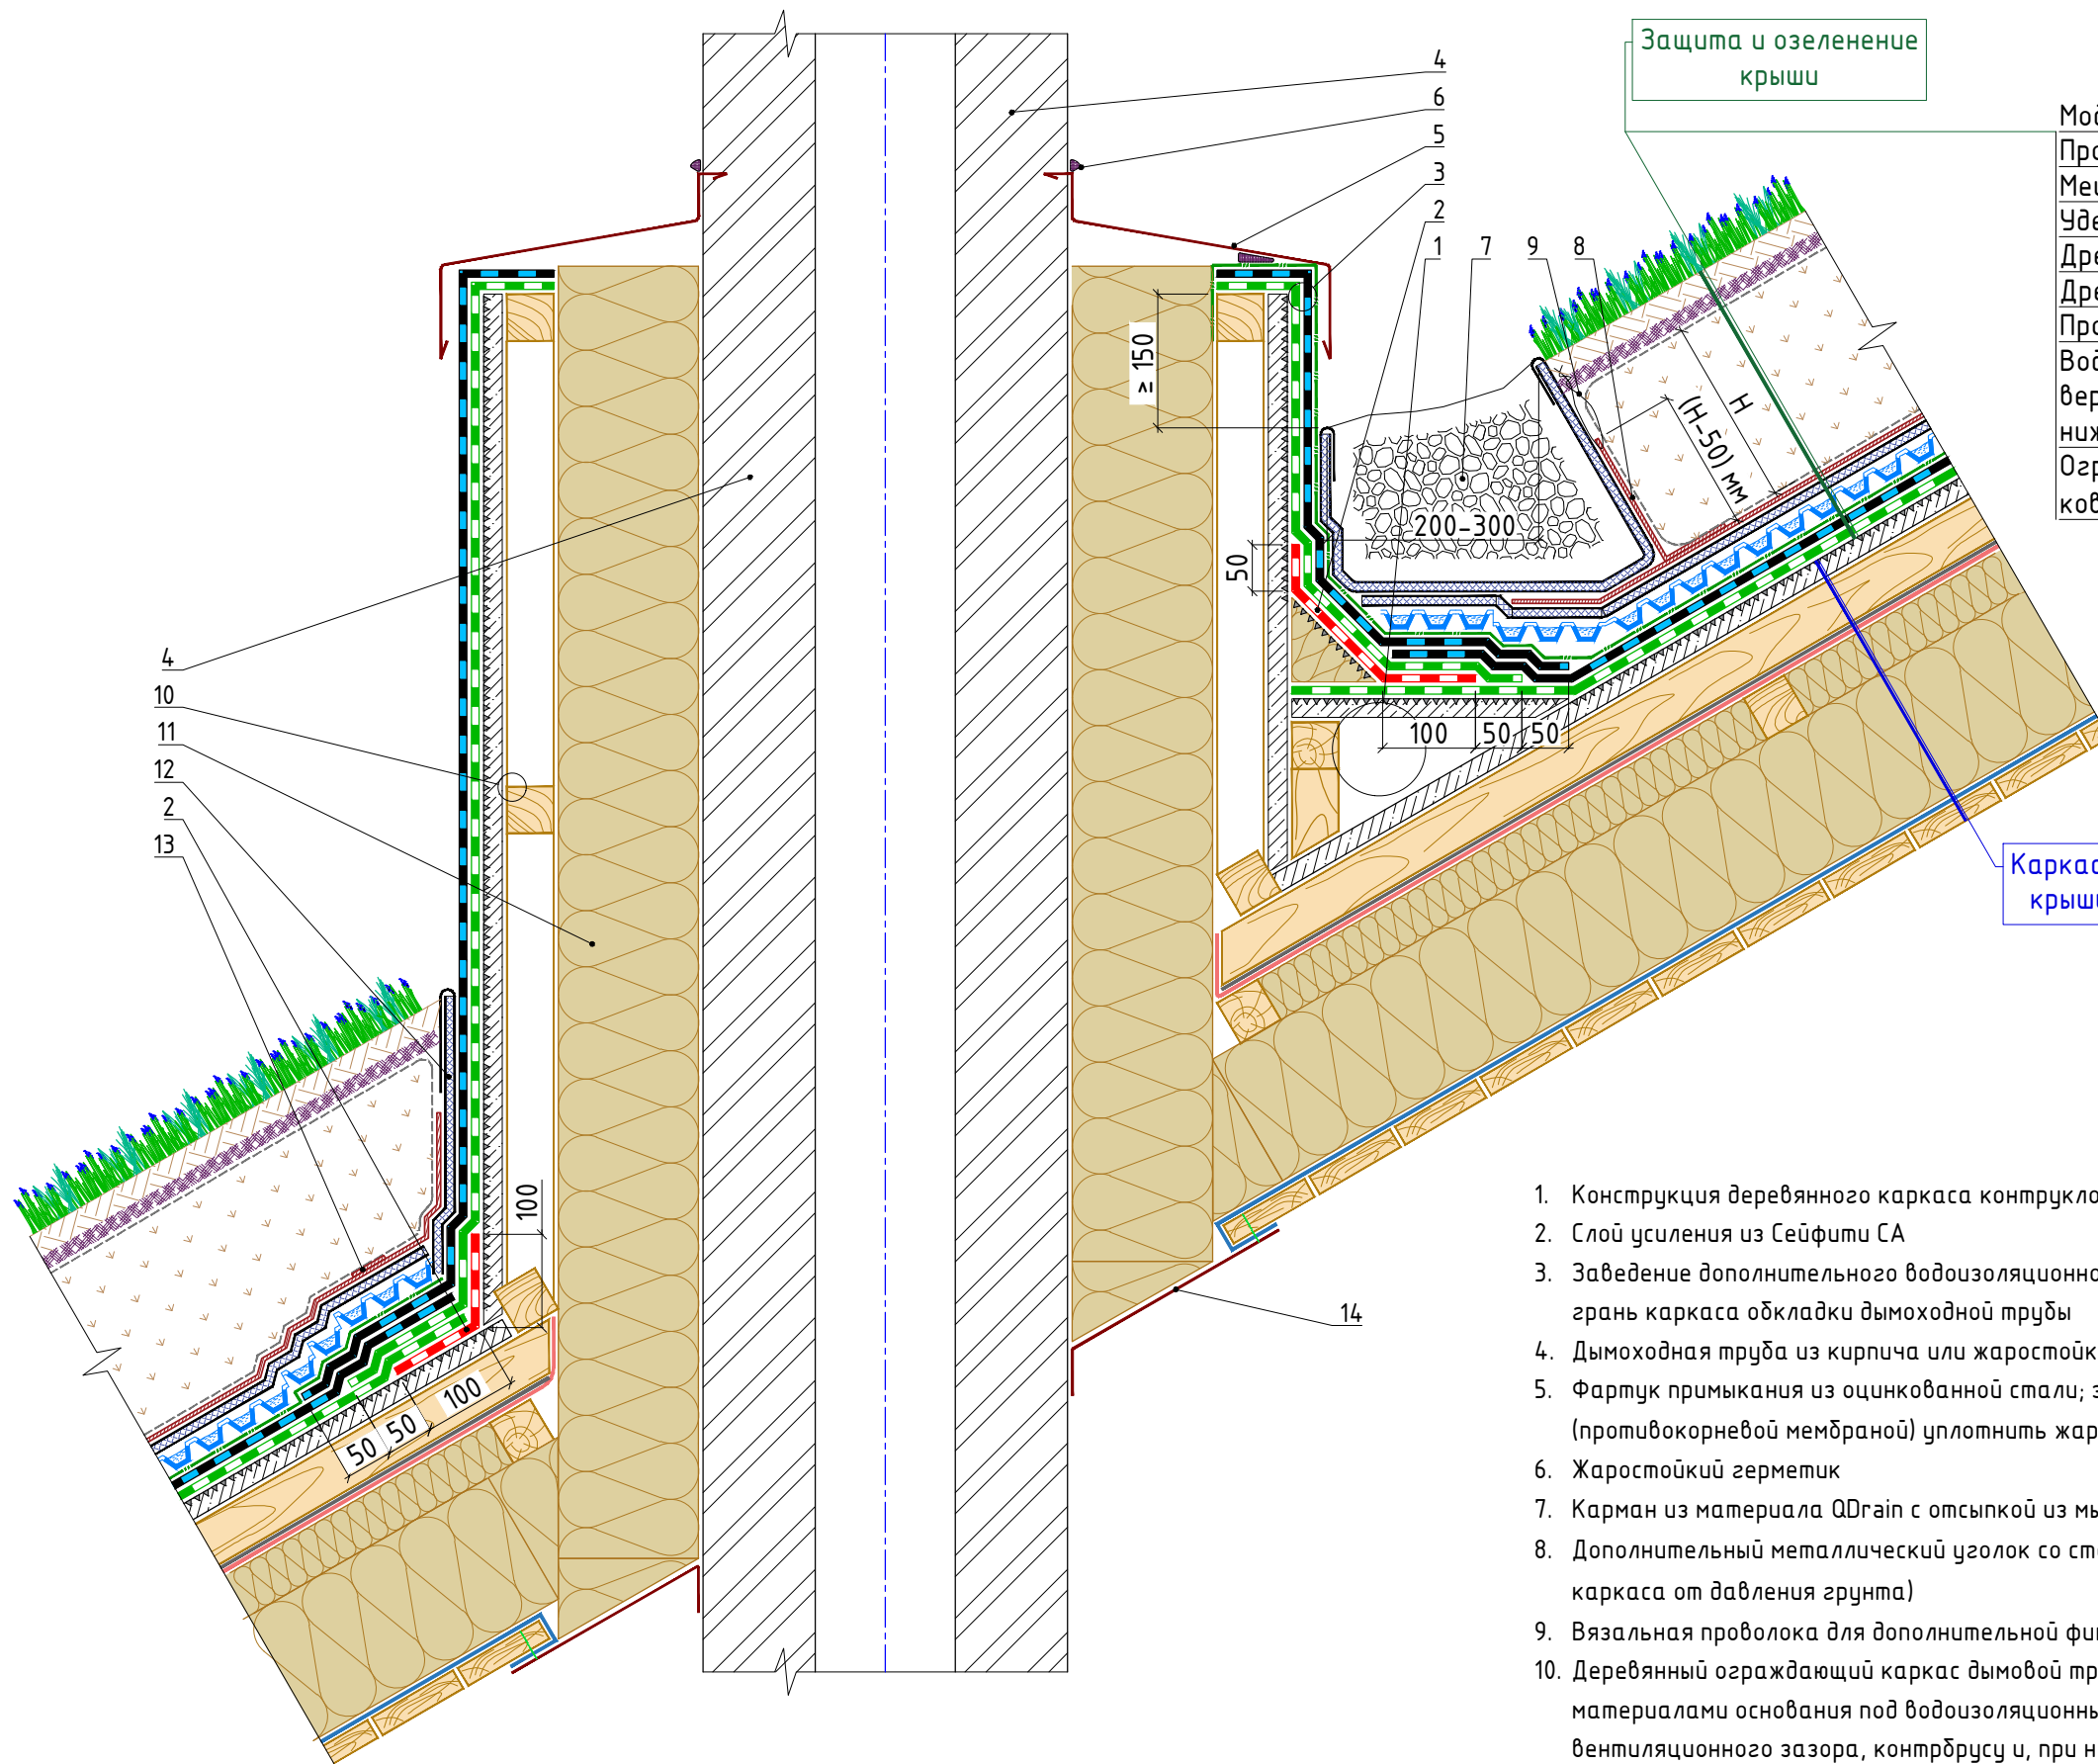 Защита и озеленение
крыши
4
6
5
3
2
1 7 9 8
≥ 150
200-300
50
100 50 50
H
(H-50) мм
ковр
Каркас
крыши
4
10
11
12
2
13
100
50 50 100
14
1. Конструкция деревянного каркаса контрукло
2. Слой усиления из Сейфити СА
3. Заведение дополнительного водоизоляционно
грань каркаса обкладки дымоходной трубы
4. Дымоходная труба из кирпича или жаростойк
5. Фартук примыкания из оцинкованной стали; з
(противокорневой мембраной) уплотнить жар
6. Жаростойкий герметик
7. Карман из материала QDrain с отсыпкой из мы
8. Дополнительный металлический уголок со сте
каркаса от давления грунта)
9. Вязальная проволока для дополнительной фик
10. Деревянный ограждающий каркас дымовой тр
материалами основания под водоизоляционны
вентиляционного зазора, контрбрусу и, при н